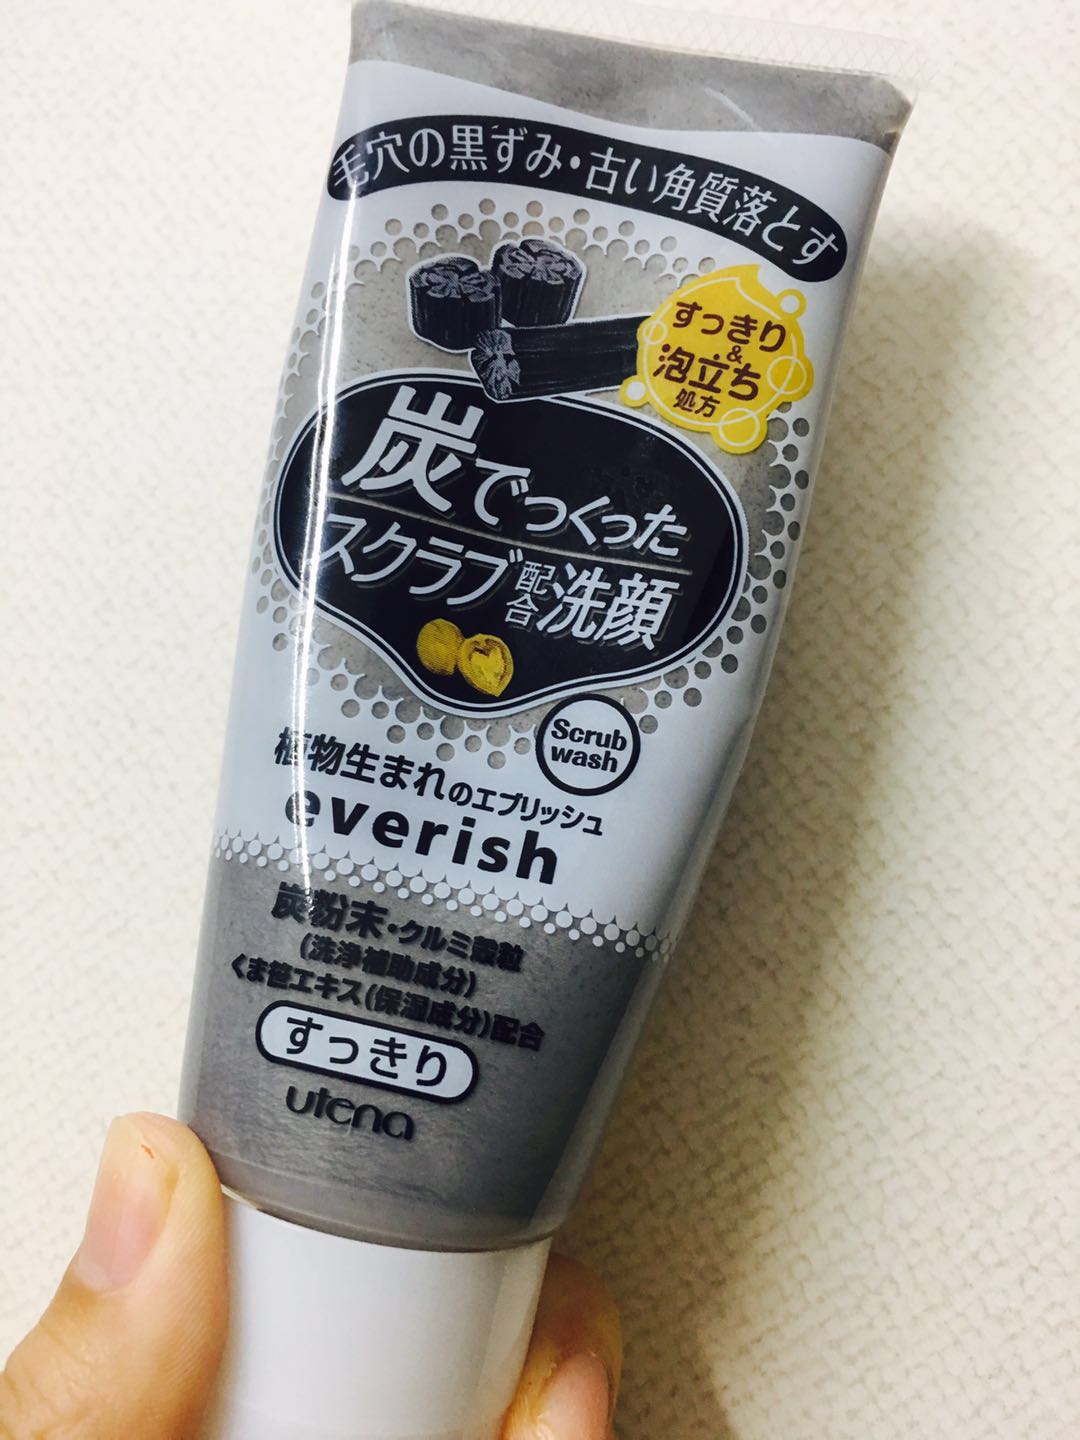 毛穴の黒ずみ・古い角質落とす
すっきり
&
泡立ち
処方
炭でつくった
スクラブ配合洗顔
Scrub
wash
植物生まれのエブリッシュ
everish
炭粉末・クルミ殻粒
(洗浄補助成分)
くま笹エキス(保湿成分)配合
すっきり
utena